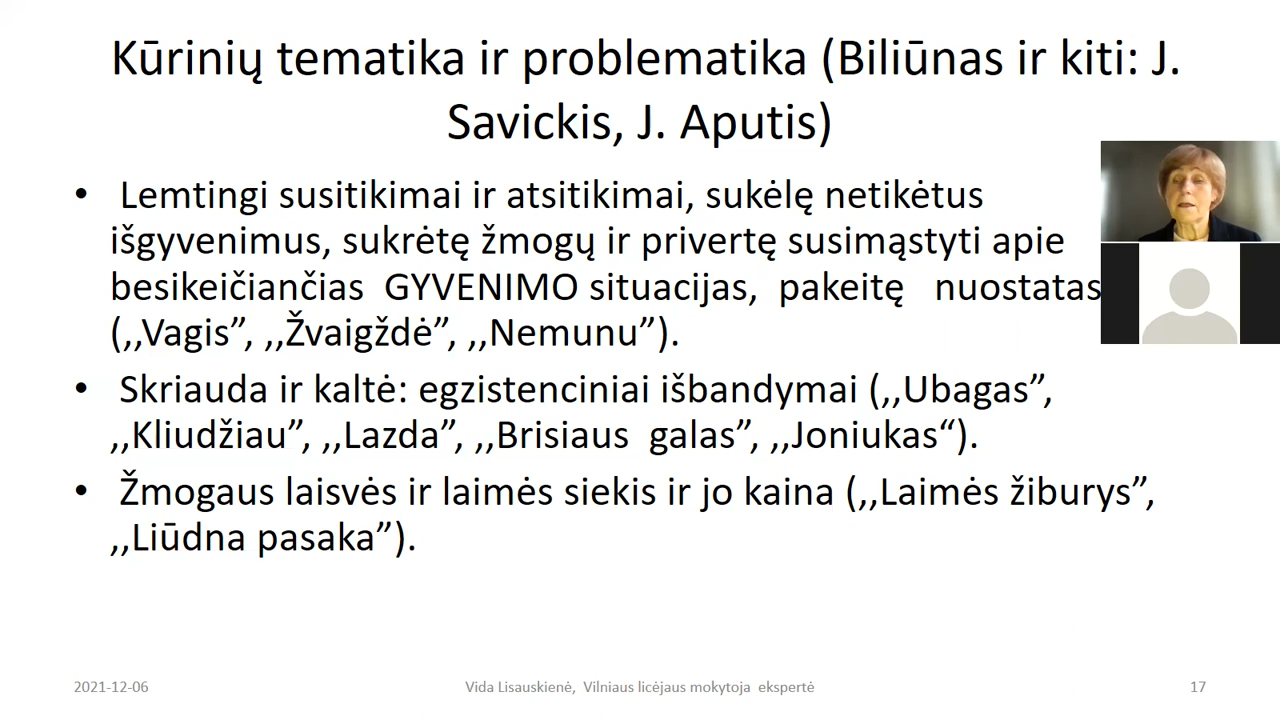 Kūrinių tematika ir problematika (Biliūnas ir kiti: J.
Savickis, J. Aputis)
• Lemtingi susitikimai ir atsitikimai, sukėlę netikėtus
išgyvenimus, sukrėtę žmogų ir privertę susimąstyti apie
besikeičiančias GYVENIMO situacijas, pakeitę nuostatas
(,,Vagis”, ,,Žvaigždė”, ,,Nemunu”).
• Skriauda ir kaltė: egzistenciniai išbandymai (,,Ubagas”,
,,Kliudžiau”, ,,Lazda”, ,,Brisiaus galas”, ,,Joniukas“).
• Žmogaus laisvės ir laimės siekis ir jo kaina (,,Laimės žiburys”,
,,Liūdna pasaka”).
2021-12-06
Vida Lisauskienė, Vilniaus licėjaus mokytoja ekspertė
17